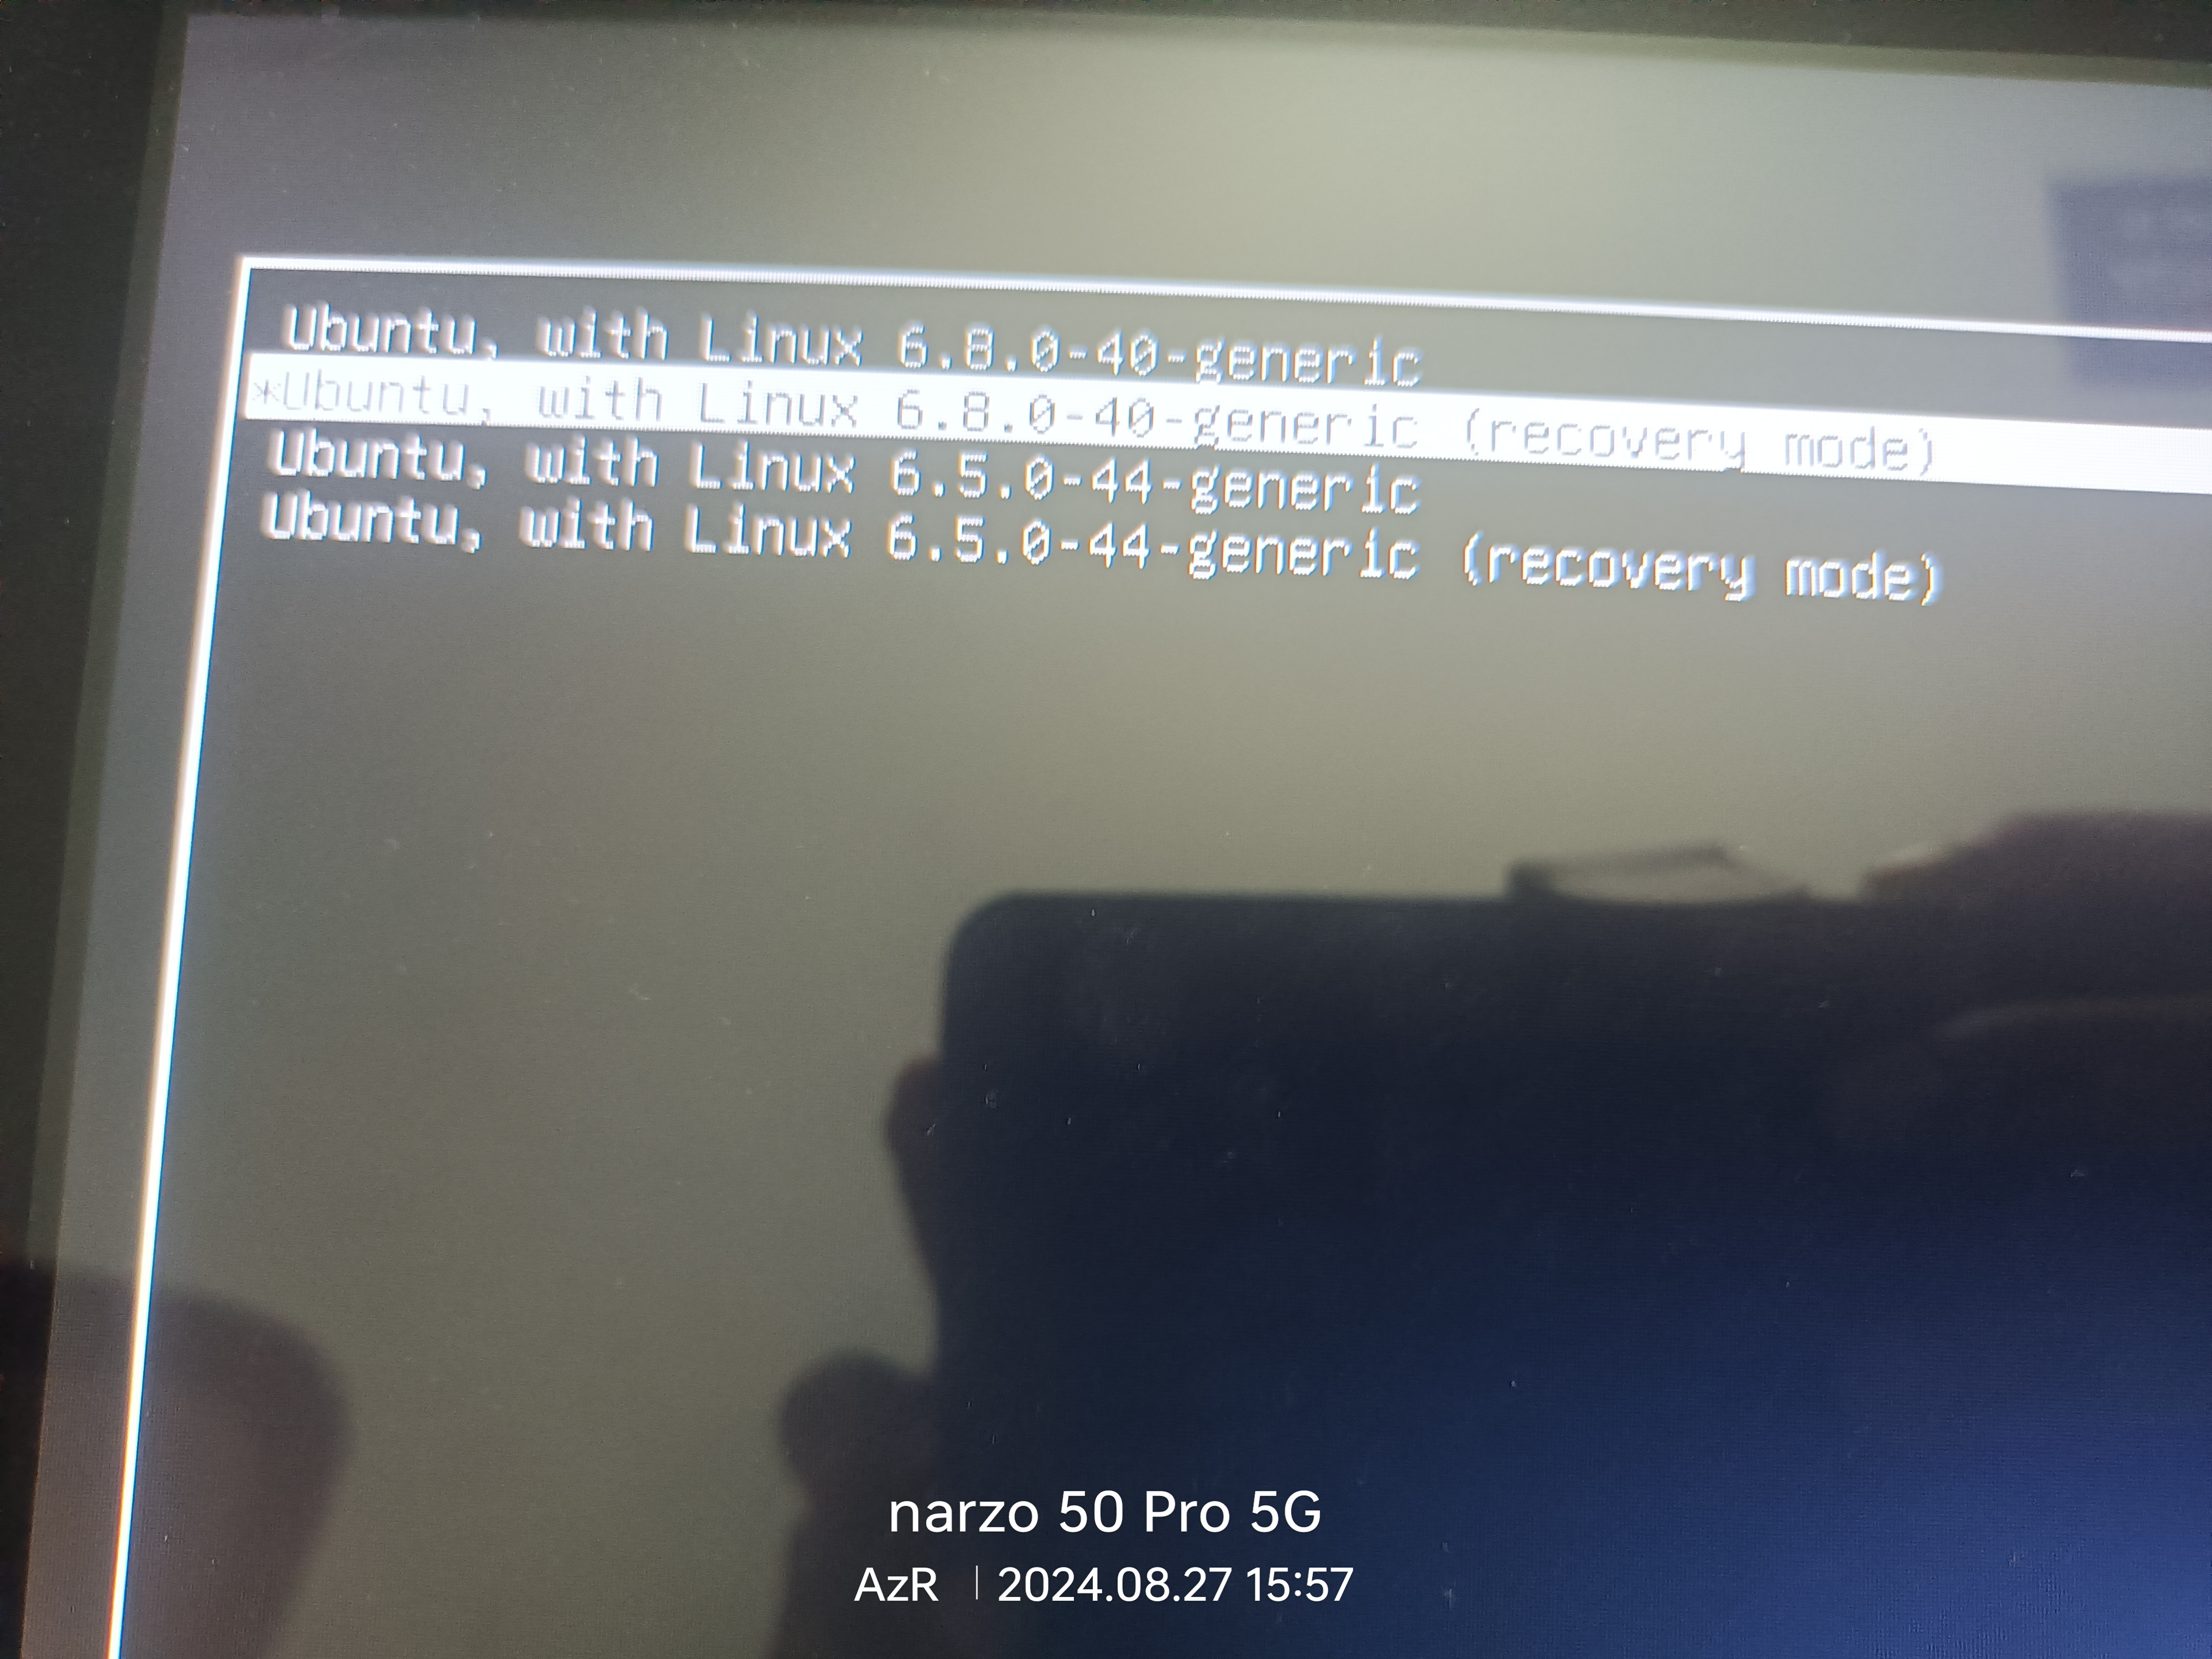 Ubuntu, with Linux 6.8.0-40-generic
*Ubuntu, with Linux 6.8.0-40-generic (recovery mode)
Ubuntu, with Linux 6.5.0-44-generic
Ubuntu, with Linux 6.5.0-44-generic (recovery mode)
narzo 50 Pro 5G
AzR | 2024.08.27 15:57